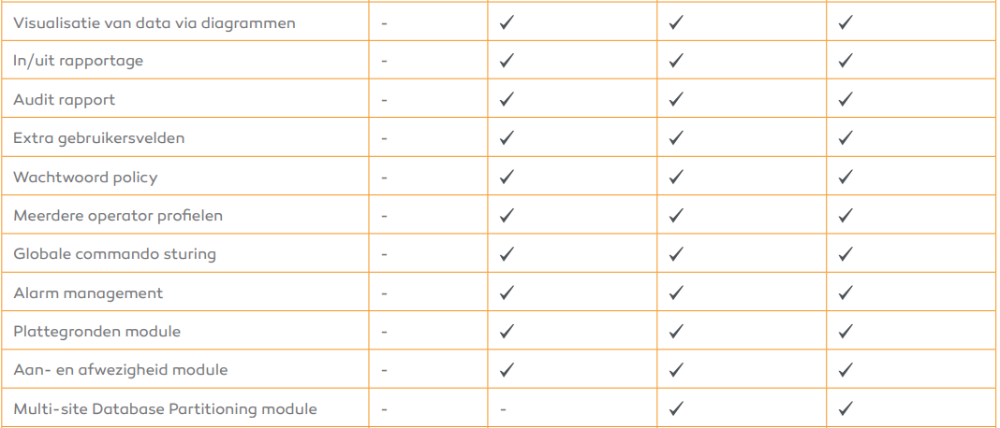 Visualisatie van data via diagrammen - ✓ ✓ ✓
In/uit rapportage - ✓ ✓ ✓
Audit rapport - ✓ ✓ ✓
Extra gebruikersvelden - ✓ ✓ ✓
Wachtwoord policy - ✓ ✓ ✓
Meerdere operator profielen - ✓ ✓ ✓
Globale commando sturing - ✓ ✓ ✓
Alarm management - ✓ ✓ ✓
Plattegronden module - ✓ ✓ ✓
Aan- en afwezigheid module - ✓ ✓ ✓
Multi-site Database Partitioning module - - ✓ ✓